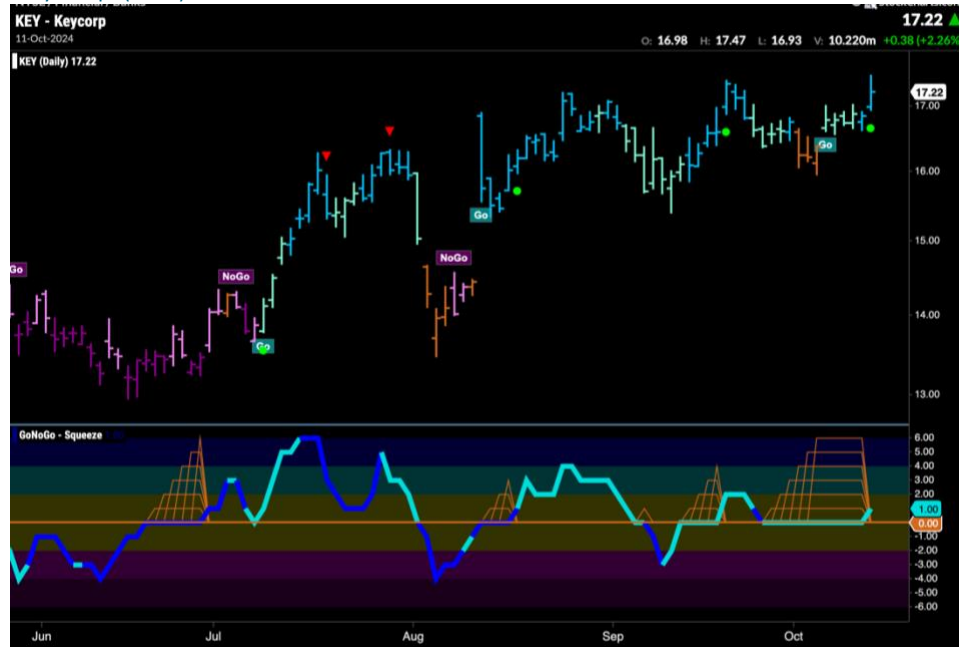 KEY - Keycorp
17.22
11-Oct-2024
O: 16.98 H: 17.47 L: 16.93 V: 10.220m +0.38 (+2.26%
KEY (Daily) 17.22
17.22
17.00
Go
16.00
Go
15.00
NoGo
Go
NoGo
14.00
Go
13.00
GoNoGo - Squeeze
6.00
5.00
4.00
3.00
2.00
1.00
0.00
-1.00
-2.00
-3.00
-4.00
-5.00
-6.00
Jun Jul Aug Sep Oct